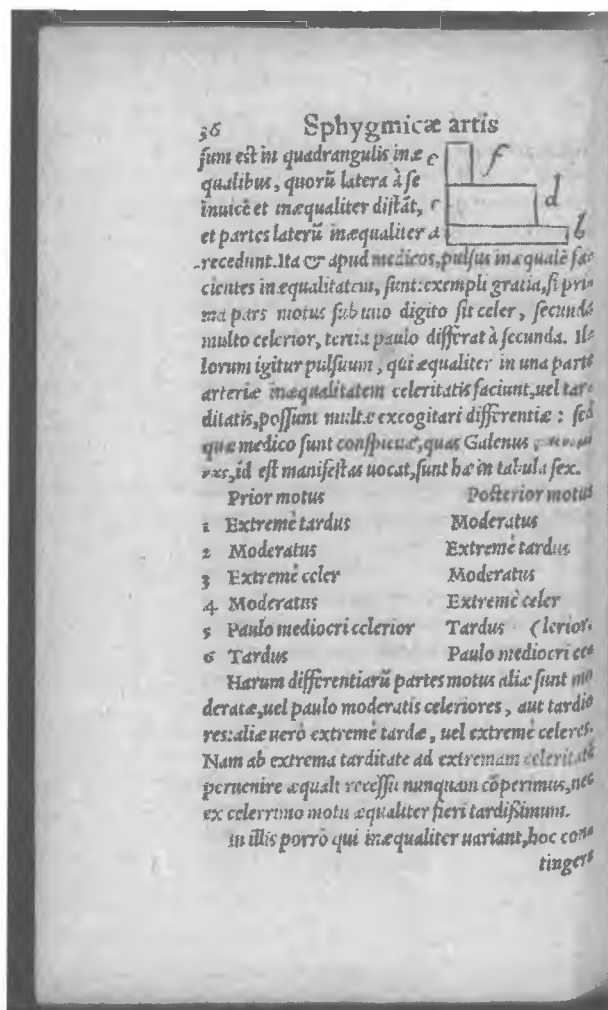 36 Sphygmicæ artis
sum est in quadrangulis inæ e f
qualibus, quorũ latera à se d
inuicẽ et inæqualiter distãt, c
et partes laterũ inæqualiter a b
recedunt. Ita & apud medicos, pulsus inæqualẽ fa⸗
cientes inæqualitatem, sunt: exempli gratia, si pri⸗
ma pars motus sub uno digito sit celer, secunda
multo celerior, tertia paulo differat à secunda. Il⸗
lorum igitur pulsuum, qui æqualiter in una parte
arteriæ inæqualitatem celeritatis faciunt, uel tar⸗
ditatis, possunt multæ excogitari differentiæ: sed
quæ medico sunt conspicuæ, quas Galenus
id est manifestas uocat, sunt hæ in tabula sex.
Prior motus Posterior motus
1 Extremè tardus Moderatus
2 Moderatus Extremè tardus
3 Extremè celer Moderatus
4 Moderatus Extremè celer
5 Paulo mediocri celerior Tardus (lerior.
6 Tardus Paulo mediocri ce⸗
Harum differentiarũ partes motus aliæ sunt mo
deratæ, uel paulo moderatis celeriores, aut tardio
res: aliæ uerò extremè tardæ, uel extremè celeres.
Nam ab extrema tarditate ad extremam celeritatẽ
peruenire æquali recessu nunquam cõperimus, nec
ex celerrimo motu æqualiter fieri tardißimum.
In illis porrò qui inæqualiter uariant, hoc con⸗
tingere